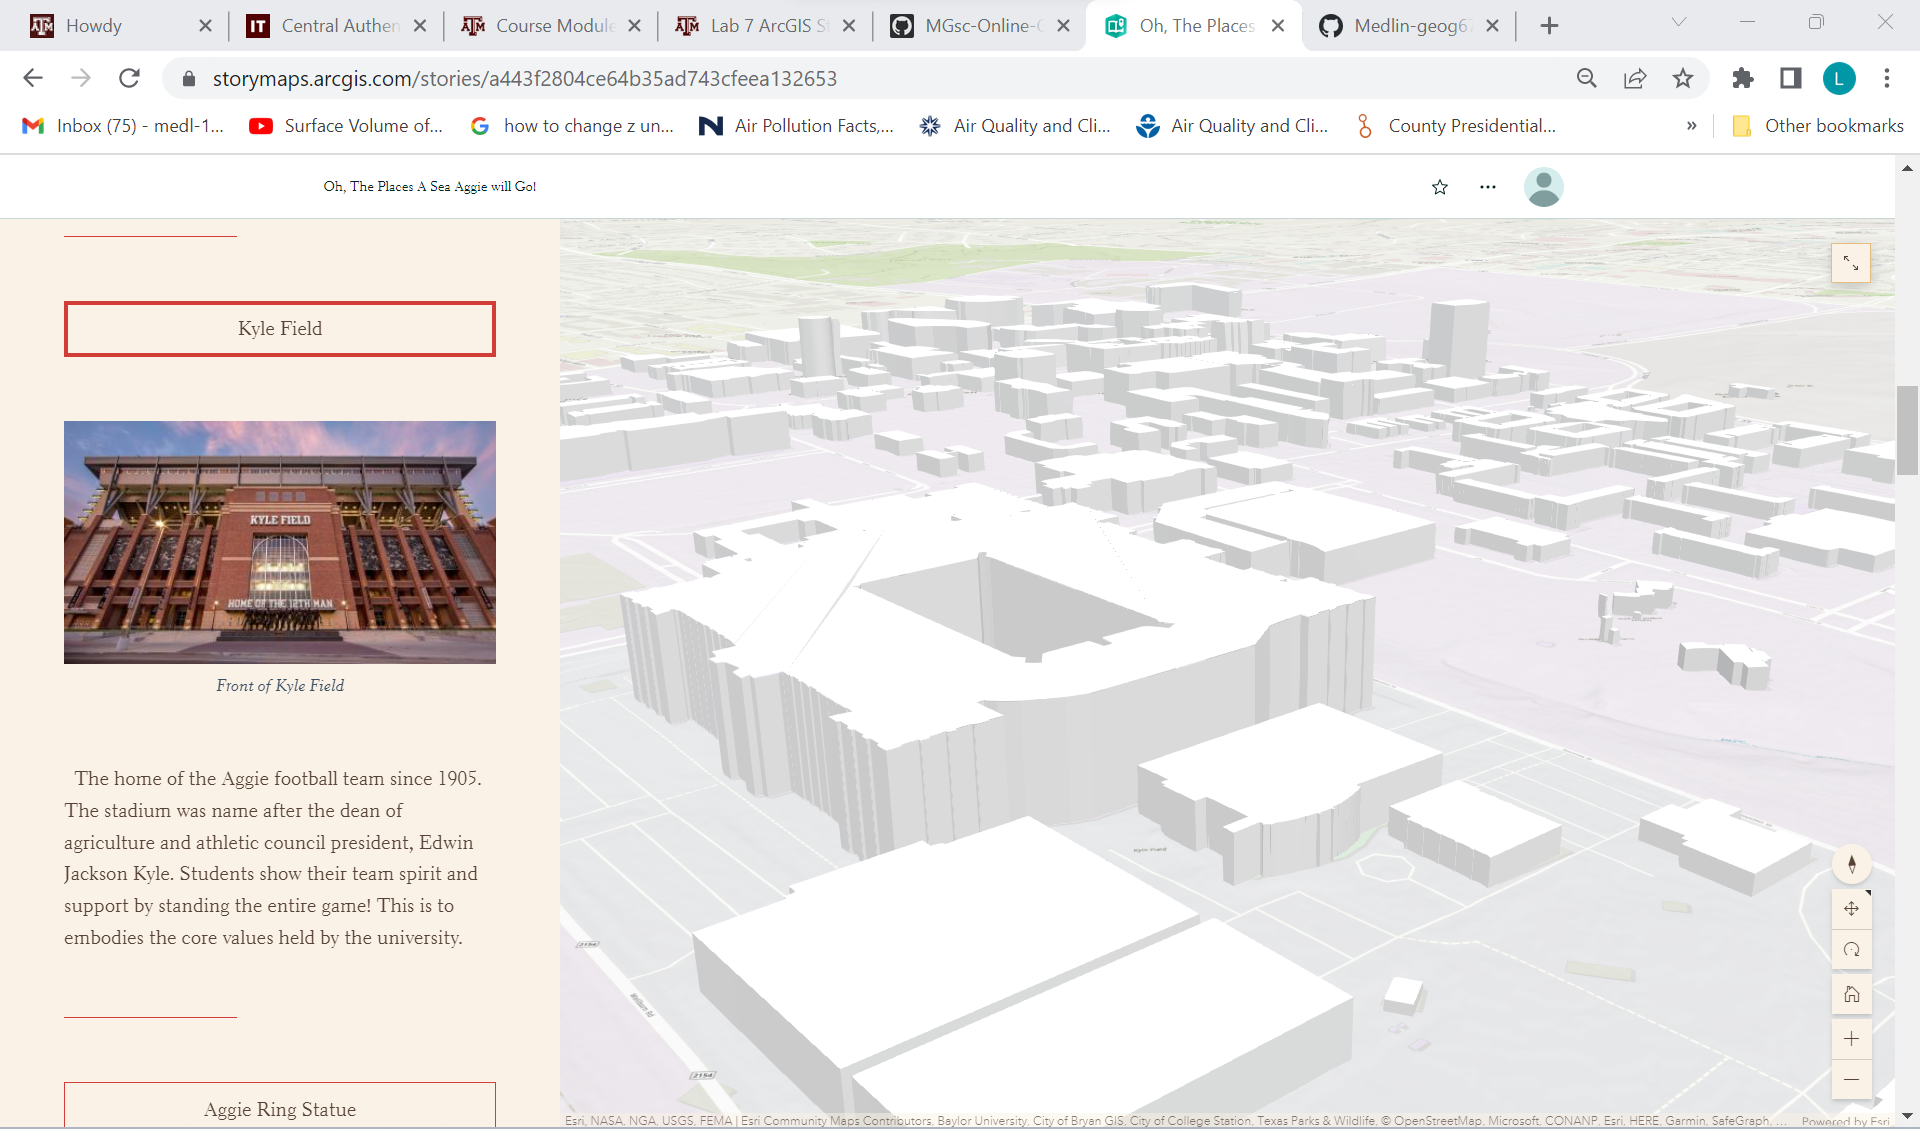 Howdy
Central Authen
Course Module
Lab 7 ArcGIS St
MGsc-Online-C
Oh, The Places
Medlin-geog67
storymaps.arcgis.com/stories/a443f2804ce64b35ad743cfeea132653
L
Inbox (75) - medl-1...
Surface Volume of...
how to change z un...
Air Pollution Facts,...
Air Quality and Cli...
Air Quality and Cli...
County Presidential...
»
Other bookmarks
Oh, The Places A Sea Aggie will Go!
Kyle Field
KYLE FIELD
HOME OF THE 12TH MAN
Front of Kyle Field
The home of the Aggie football team since 1905.
The stadium was name after the dean of
agriculture and athletic council president, Edwin
Jackson Kyle. Students show their team spirit and
support by standing the entire game! This is to
embodies the core values held by the university.
Aggie Ring Statue
Kyle Field
2154
Wellborn Rd
2154
Esri, NASA, NGA, USGS, FEMA | Esri Community Maps Contributors, Baylor University, City of Bryan GIS, City of College Station, Texas Parks & Wildlife, © OpenStreetMap, Microsoft, CONANP, Esri, HERE, Garmin, SafeGraph, ...
Powered by Esri